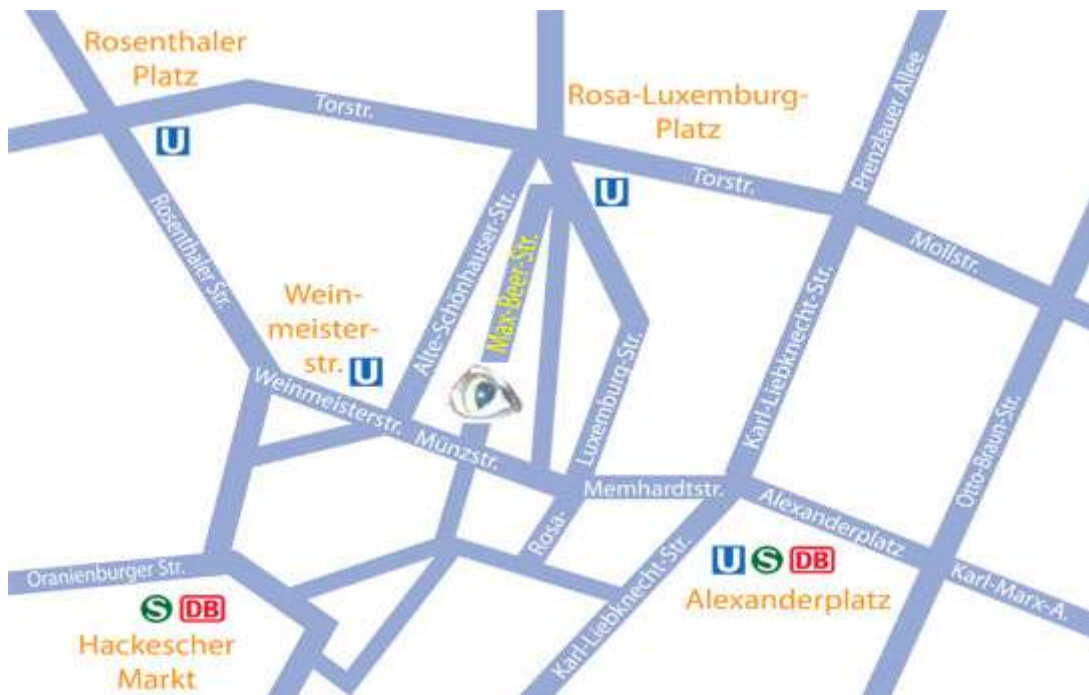 Rosenthaler
Platz
U
Torstr.
Rosa-Luxemburg-
Platz
U
Torstr.
Prenzlauer Allee
Mollstr.
Rosenthaler Str.
Wein-
meister-
str.
U
Alte-Schönhauser-Str.
Max-Beer-Str.
Karl-Liebknecht-Str.
Otto-Braun-Str.
Weinmeisterstr.
Münzstr.
Rosa-
Luxemburg-Str.
Memhardtstr.
Alexanderplatz
Karl-Marx-A.
Oranienburger Str.
S DB
Hackescher
Markt
Karl-Liebknecht-Str.
U S DB
Alexanderplatz